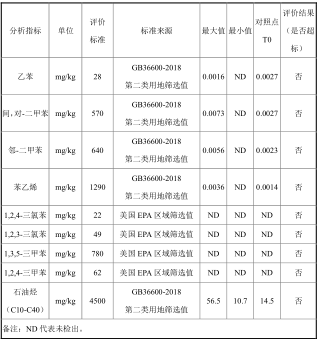 分析指标 单位 评价标准 标准来源 最大值 最小值 对照点T0 评价结果（是否超标）
乙苯 mg/kg 28 GB36600-2018 第二类用地筛选值 0.0016 ND 0.0027 否
间,对-二甲苯 mg/kg 570 GB36600-2018 第二类用地筛选值 0.0073 ND 0.0027 否
邻-二甲苯 mg/kg 640 GB36600-2018 第二类用地筛选值 0.0056 ND 0.0023 否
苯乙烯 mg/kg 1290 GB36600-2018 第二类用地筛选值 0.0036 ND 0.0014 否
1,2,4-三氯苯 mg/kg 22 美国 EPA 区域筛选值 ND ND ND 否
1,2,3-三氯苯 mg/kg 49 美国 EPA 区域筛选值 ND ND ND 否
1,3,5-三甲苯 mg/kg 780 美国 EPA 区域筛选值 ND ND ND 否
1,2,4-三甲苯 mg/kg 62 美国 EPA 区域筛选值 ND ND ND 否
石油烃(C10-C40) mg/kg 4500 GB36600-2018 第二类用地筛选值 56.5 10.7 14.5 否
备注：ND 代表未检出。